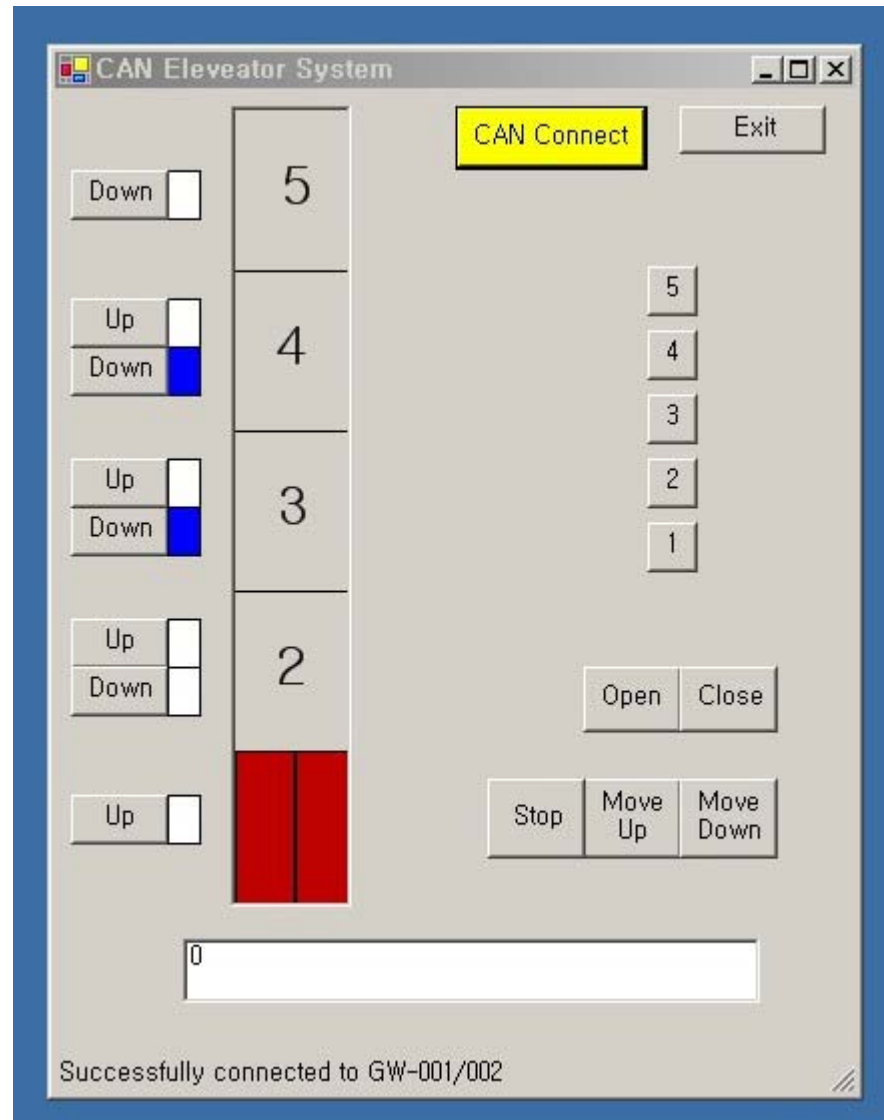 CAN Eleveator System
CAN Connect
Exit
Down
5
5
Up
Down
4
4
Up
Down
3
3
2
1
Up
Down
2
Open
Close
Up
Stop
Move
Up
Move
Down
0
Successfully connected to GW-001/002